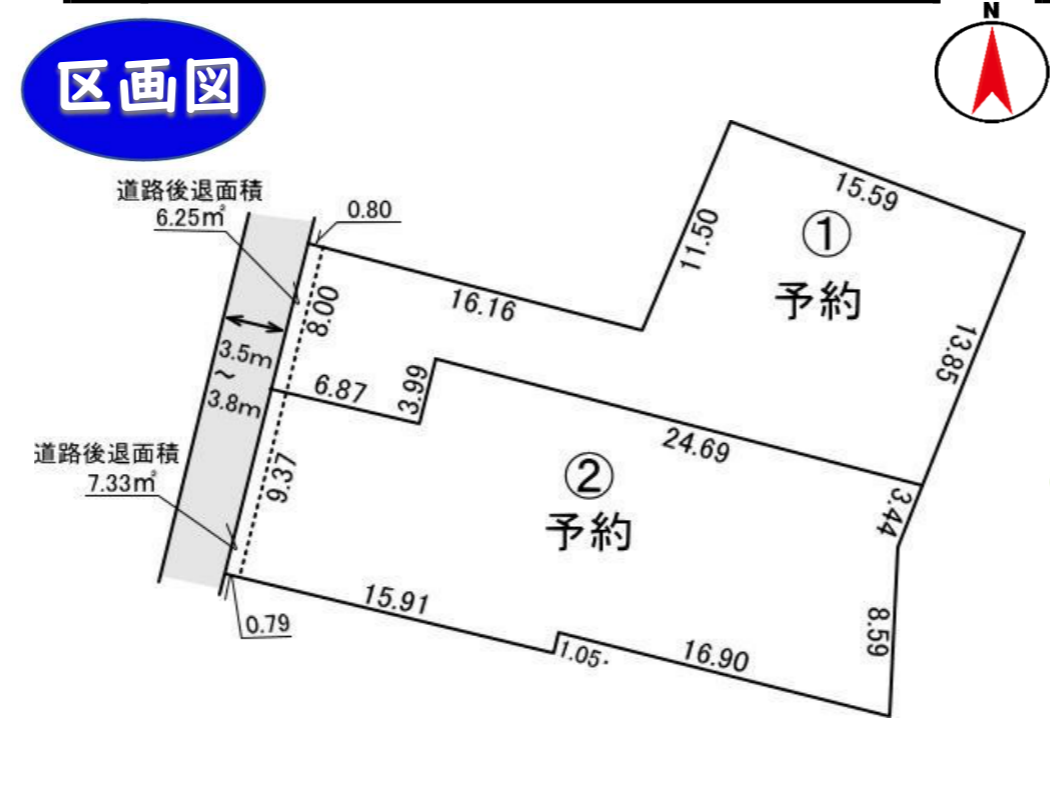 N
区画図
道路後退面積
6.25㎡
0.80
15.59
①
予約
11.50
16.16
8.00
13.85
3.5m
～
3.8m
6.87
3.99
24.69
道路後退面積
7.33㎡
9.37
②
予約
3.44
15.91
8.59
0.79
1.05
16.90